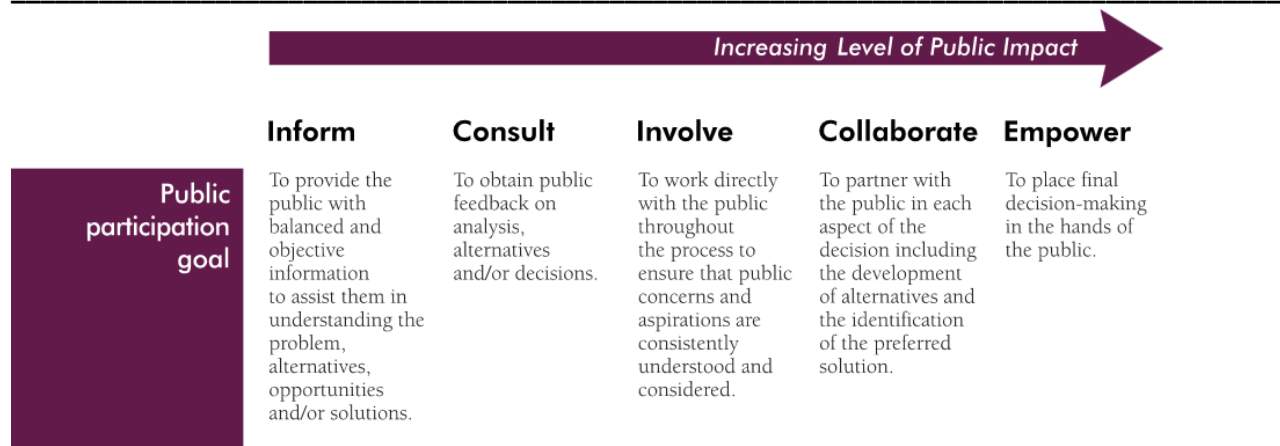 Increasing Level of Public Impact
Inform
Consult
Involve
Collaborate
Empower
Public
participation
goal
To provide the
public with
balanced and
objective
information
to assist them in
understanding the
problem,
alternatives,
opportunities
and/or solutions.
To obtain public
feedback on
analysis,
alternatives
and/or decisions.
To work directly
with the public
throughout
the process to
ensure that public
concerns and
aspirations are
consistently
understood and
considered.
To partner with
the public in each
aspect of the
decision including
the development
of alternatives and
the identification
of the preferred
solution.
To place final
decision-making
in the hands of
the public.